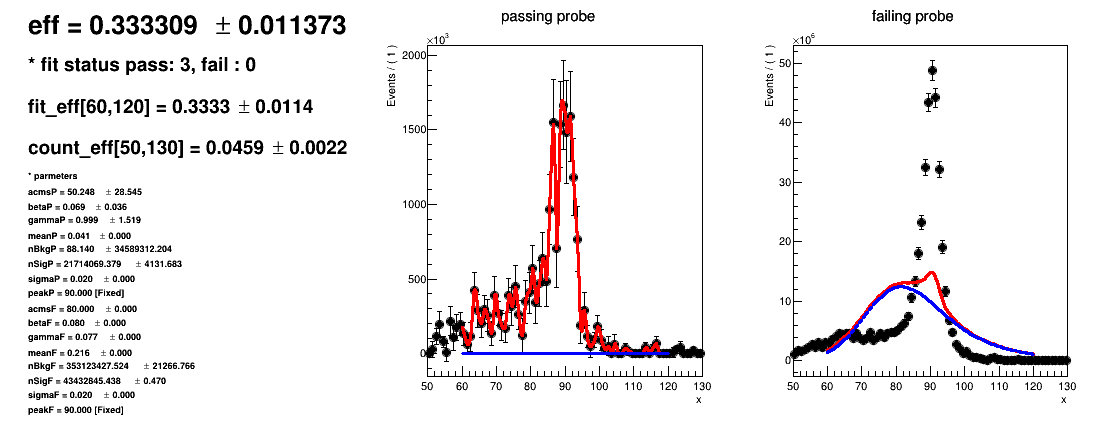 eff = 0.333309 ± 0.011373
* fit status pass: 3, fail : 0
fit_eff[60,120] = 0.3333 ± 0.0114
count_eff[50,130] = 0.0459 ± 0.0022
* parmeters
acmsP = 50.248 ± 28.545
betaP = 0.069 ± 0.036
gammaP = 0.999 ± 1.519
meanP = 0.041 ± 0.000
nBkgP = 88.140 ± 34589312.204
nSigP = 21714069.379 ± 4131.683
sigmaP = 0.020 ± 0.000
peakP = 90.000 [Fixed]
acmsF = 80.000 ± 0.000
betaF = 0.080 ± 0.000
gammaF = 0.077 ± 0.000
meanF = 0.216 ± 0.000
nBkgF = 353123427.524 ± 21266.766
nSigF = 43432845.438 ± 0.470
sigmaF = 0.020 ± 0.000
peakF = 90.000 [Fixed]
passing probe
×10³
Events / ( 1 )
2000
1500
1000
500
0
50 60 70 80 90 100 110 120 130
x
failing probe
×10⁶
Events / ( 1 )
50
40
30
20
10
0
50 60 70 80 90 100 110 120 130
x